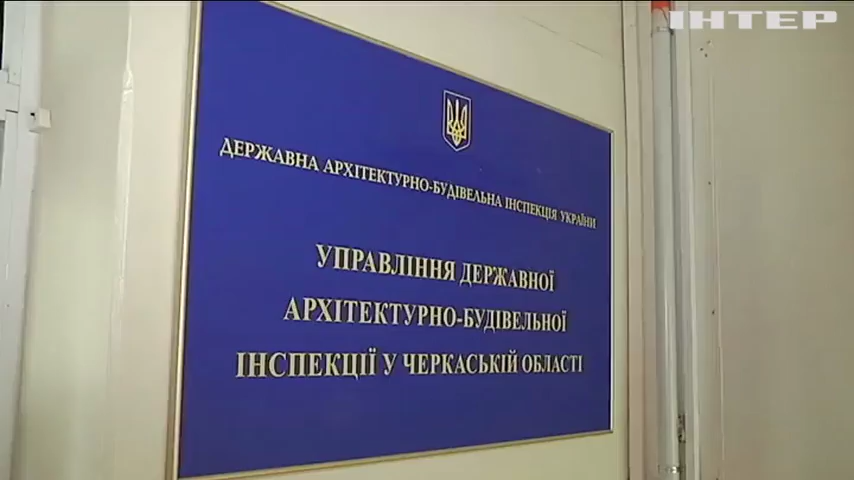 ІНТЕР
ДЕРЖАВНА АРХІТЕКТУРНО-БУДІВЕЛЬНА ІНСПЕКЦІЯ УКРАЇНИ
УПРАВЛІННЯ ДЕРЖАВНОЇ
АРХІТЕКТУРНО-БУДІВЕЛЬНОЇ
ІНСПЕКЦІЇ У ЧЕРКАСЬКІЙ ОБЛАСТІ